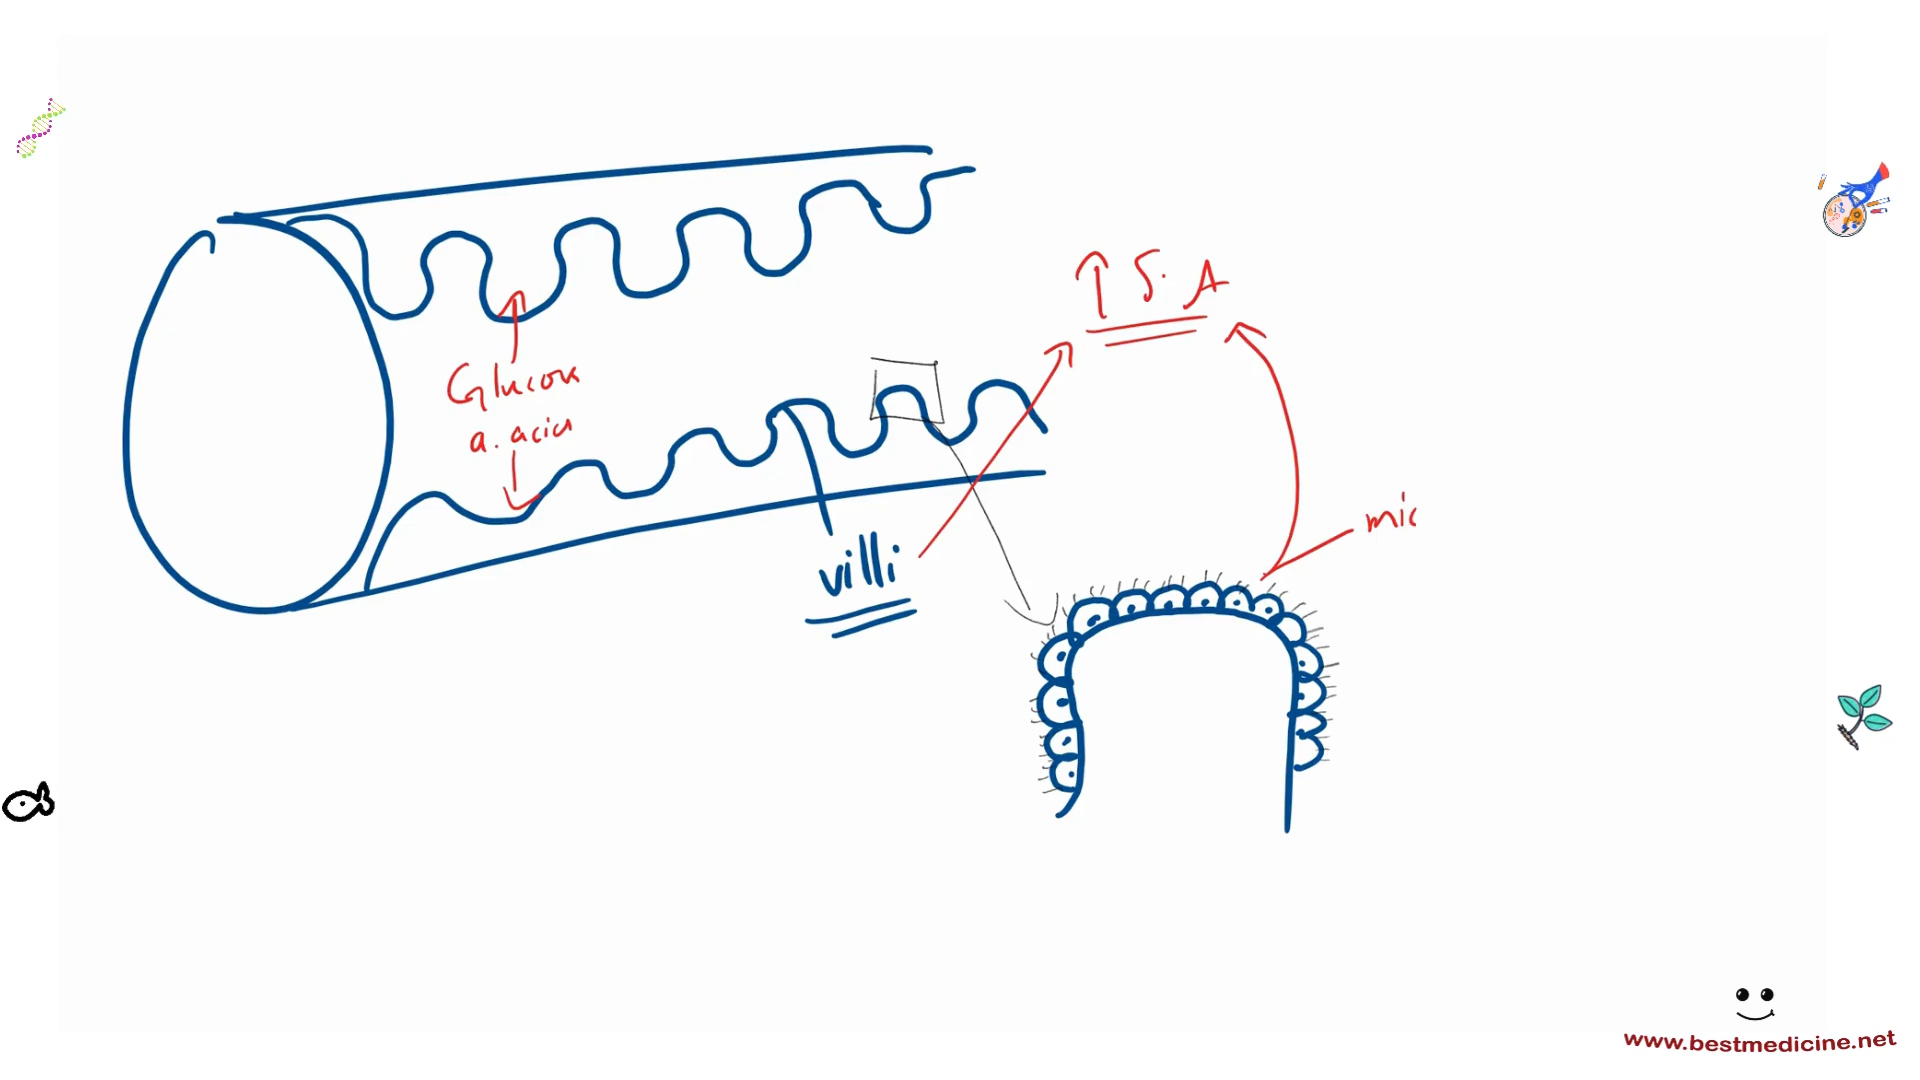 ↑ S. A
Glucose
a. acid
mic
villi
www.bestmedicine.net